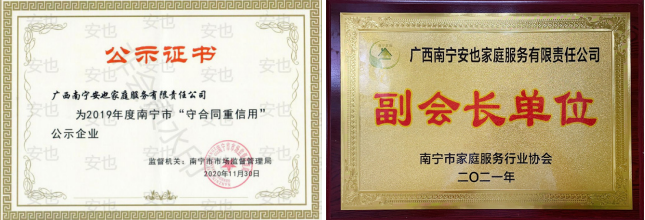 公示证书
广西南宁安也家庭服务有限责任公司
为2019年度南宁市“守合同重信用”
公示企业
监督机关：南宁市市场监督管理局
2020年11月30日
广西南宁安也家庭服务有限责任公司
副会长单位
南宁市家庭服务行业协会
二〇二一年